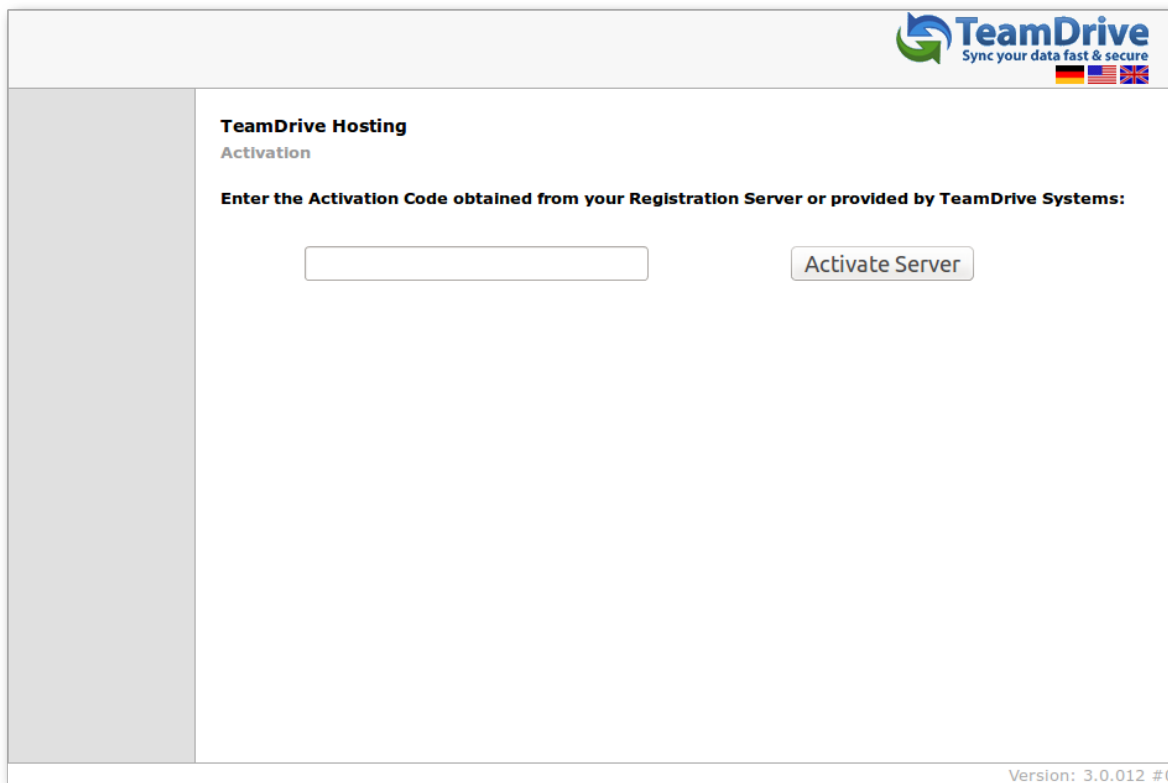 TeamDrive
Sync your data fast & secure
TeamDrive Hosting
Activation
Enter the Activation Code obtained from your Registration Server or provided by TeamDrive Systems:
Activate Server
Version: 3.0.012